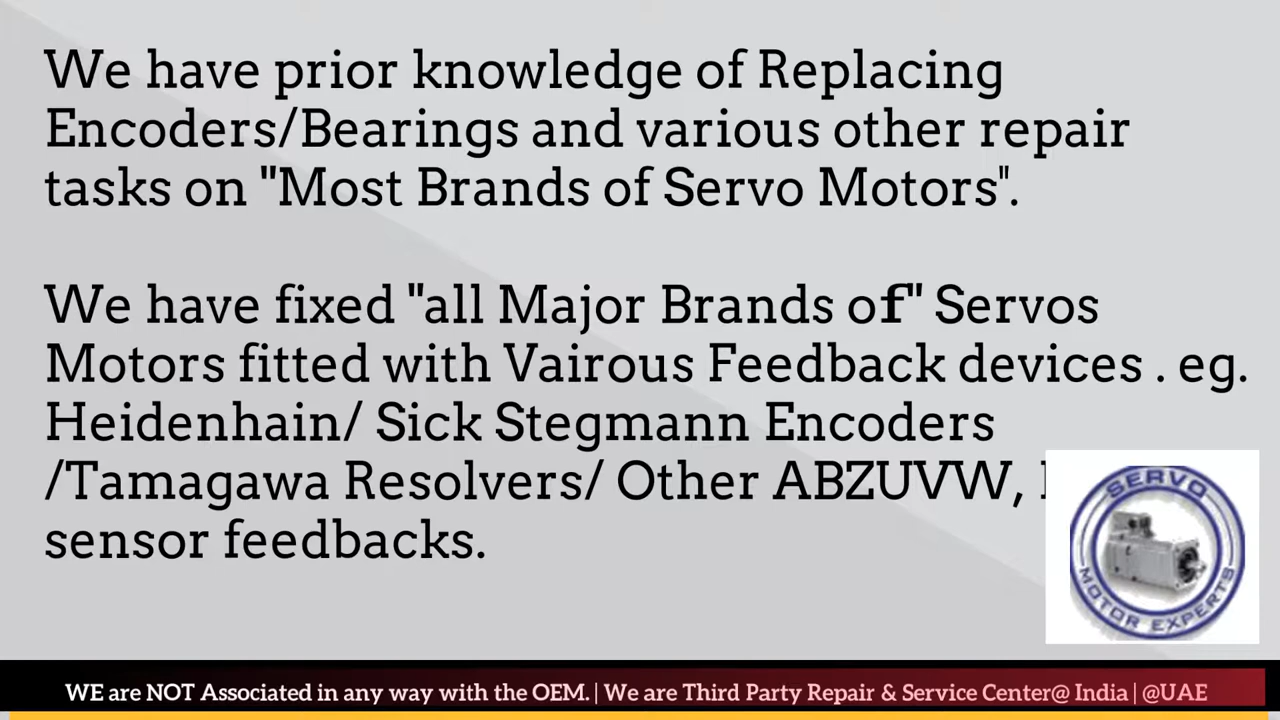 We have prior knowledge of Replacing
Encoders/Bearings and various other repair
tasks on "Most Brands of Servo Motors".
We have fixed "all Major Brands of" Servos
Motors fitted with Vairous Feedback devices . eg.
Heidenhain/ Sick Stegmann Encoders
/Tamagawa Resolvers/ Other ABZUVW,
sensor feedbacks.
SERVO
MOTOR EXPERTS
WE are NOT Associated in any way with the OEM. | We are Third Party Repair & Service Center@ India | @UAE